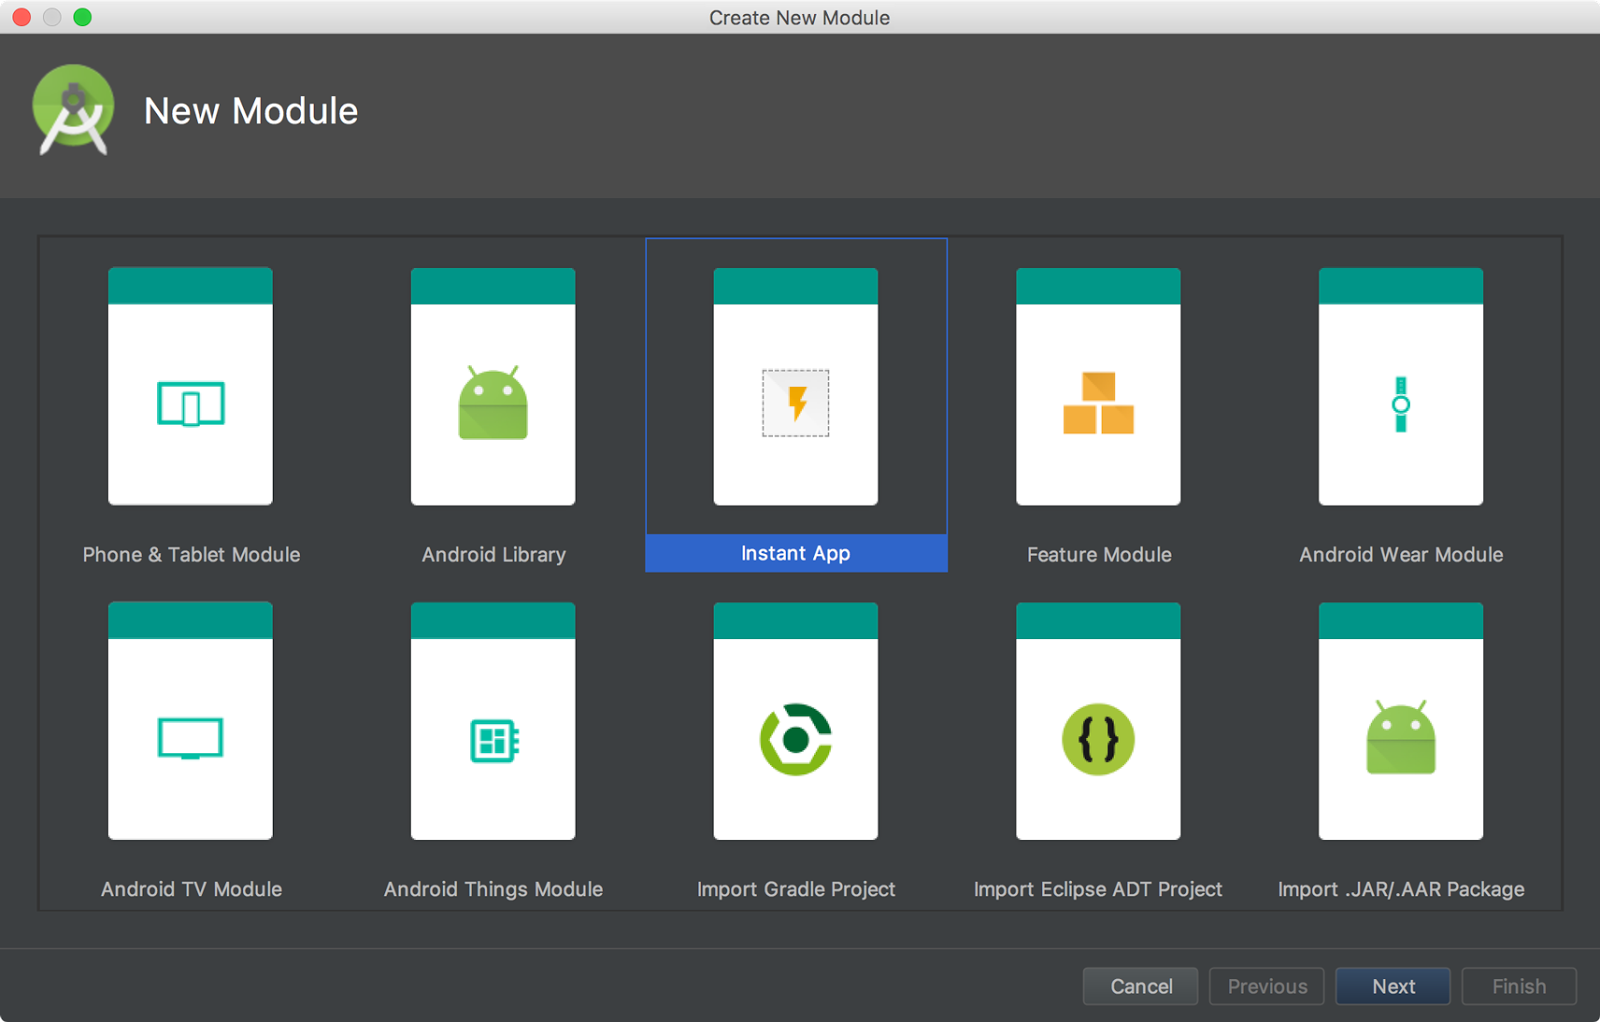 Create New Module
New Module
Phone & Tablet Module
Android Library
Instant App
Feature Module
Android Wear Module
Android TV Module
Android Things Module
Import Gradle Project
Import Eclipse ADT Project
Import .JAR/.AAR Package
Cancel
Previous
Next
Finish